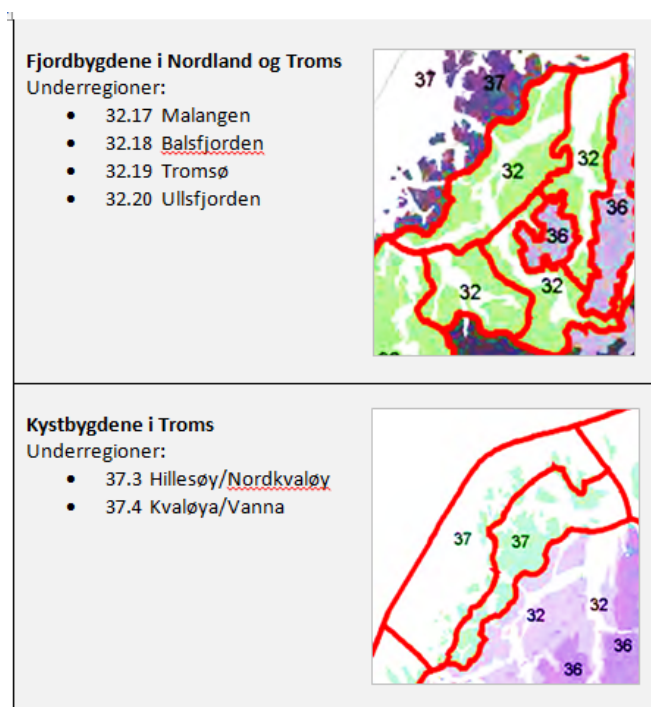 Fjordbygdene i Nordland og Troms
Underregioner:
• 32.17 Malangen
• 32.18 Balsfjorden
• 32.19 Tromsø
• 32.20 Ullsfjorden
37
37
32
32
36
36
32
32
Kystbygdene i Troms
Underregioner:
• 37.3 Hillesøy/Nordkvaløy
• 37.4 Kvaløya/Vanna
37
37
32
32
36
36